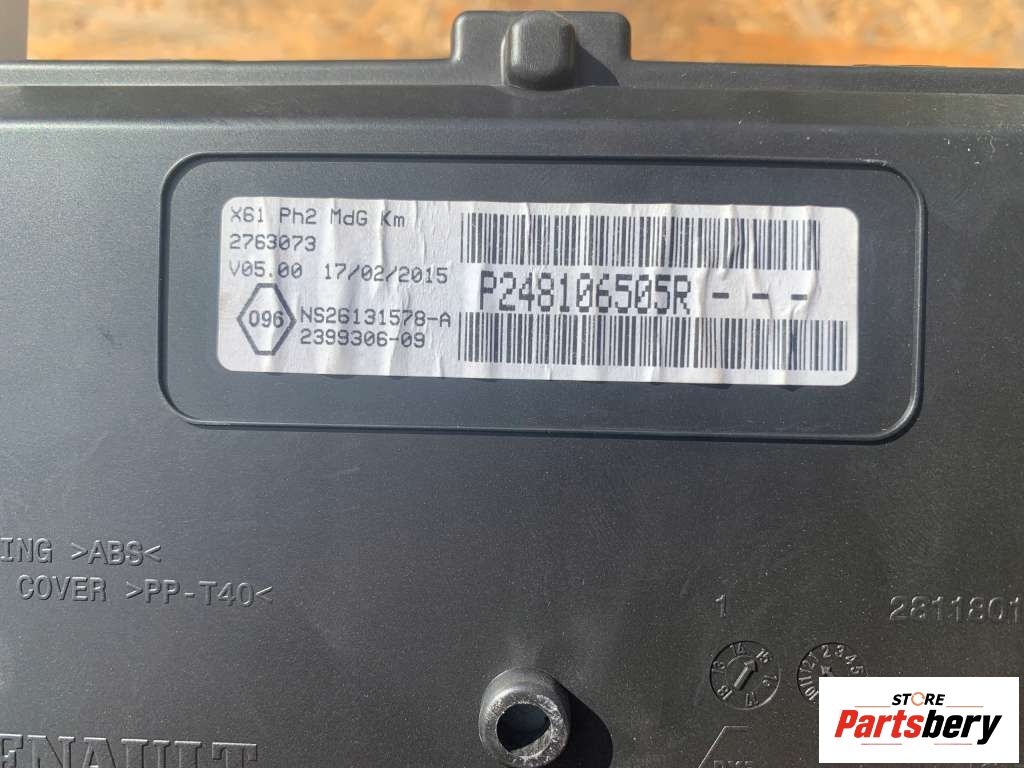 X61 Ph2 MdG Km
2763073
V05.00 17/02/2015
P248106505R - - -
096
NS26131578-A
2399306-09
ING >ABS<
COVER >PP-T40<
1
2811801
ENAULT
STORE
Partsbery